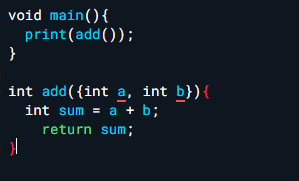 void main(){
  print(add());
}

int add({int a, int b}){
  int sum = a + b;
    return sum;
}